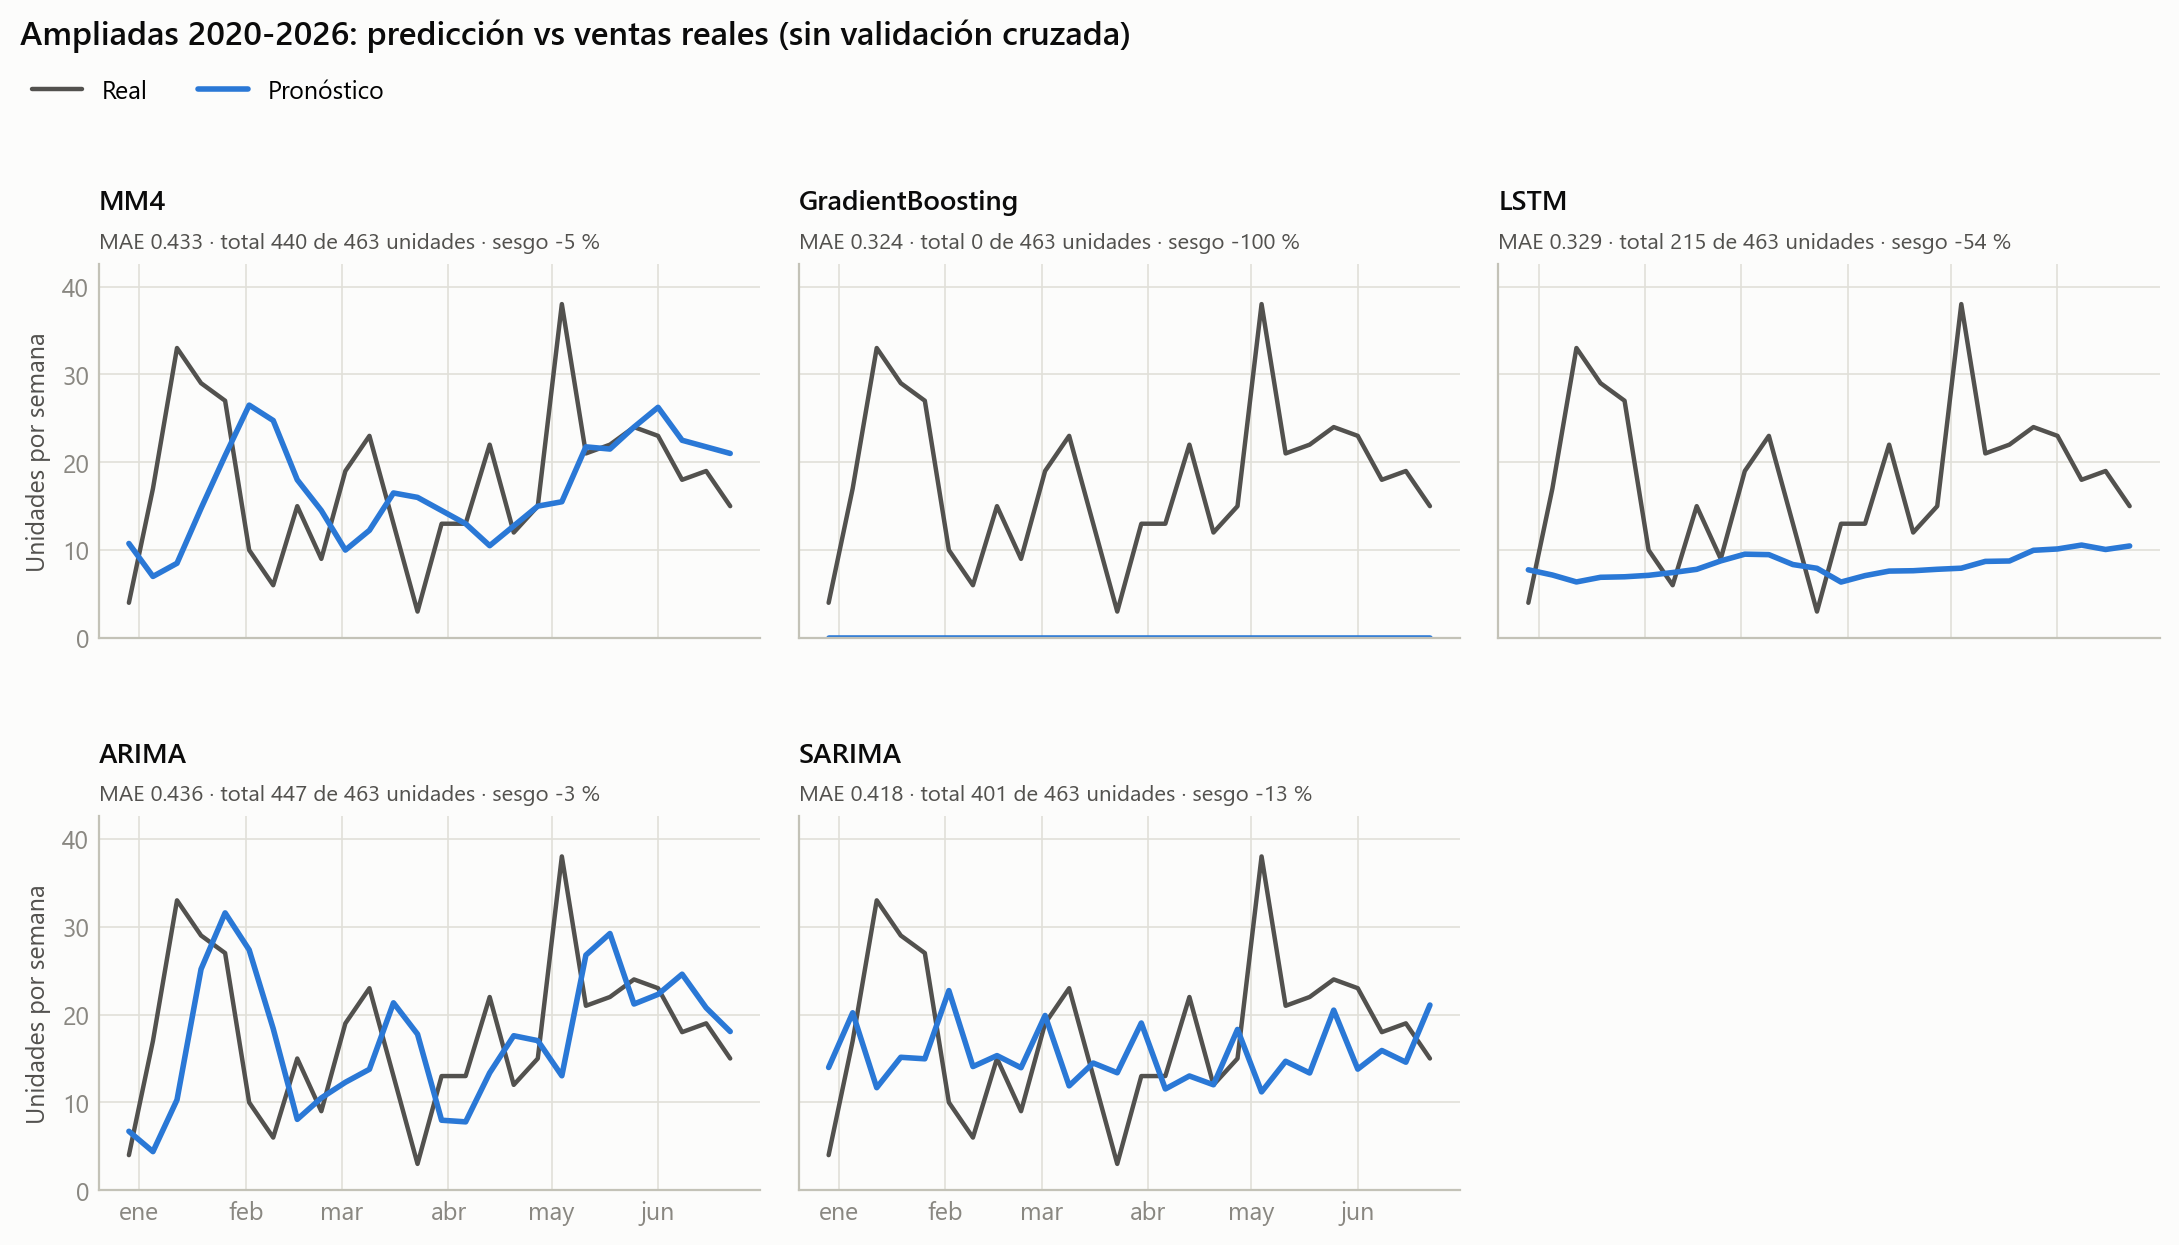 Ampliadas 2020-2026: predicción vs ventas reales (sin validación cruzada)
Real
Pronóstico
MM4
MAE 0.433 · total 440 de 463 unidades · sesgo -5 %
GradientBoosting
MAE 0.324 · total 0 de 463 unidades · sesgo -100 %
LSTM
MAE 0.329 · total 215 de 463 unidades · sesgo -54 %
Unidades por semana
40
30
20
10
0
ARIMA
MAE 0.436 · total 447 de 463 unidades · sesgo -3 %
SARIMA
MAE 0.418 · total 401 de 463 unidades · sesgo -13 %
Unidades por semana
40
30
20
10
0
ene feb mar abr may jun
ene feb mar abr may jun